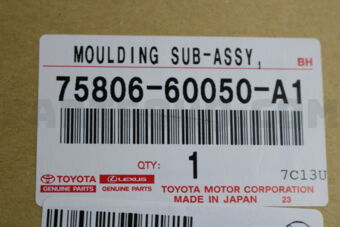 MOULDING SUB-ASSY,
BH
75806-60050-A1
QTY: 1
7C13U
TOYOTA LEXUS
GENUINE PARTS GENUINE PARTS
TOYOTA MOTOR CORPORATION
MADE IN JAPAN 23